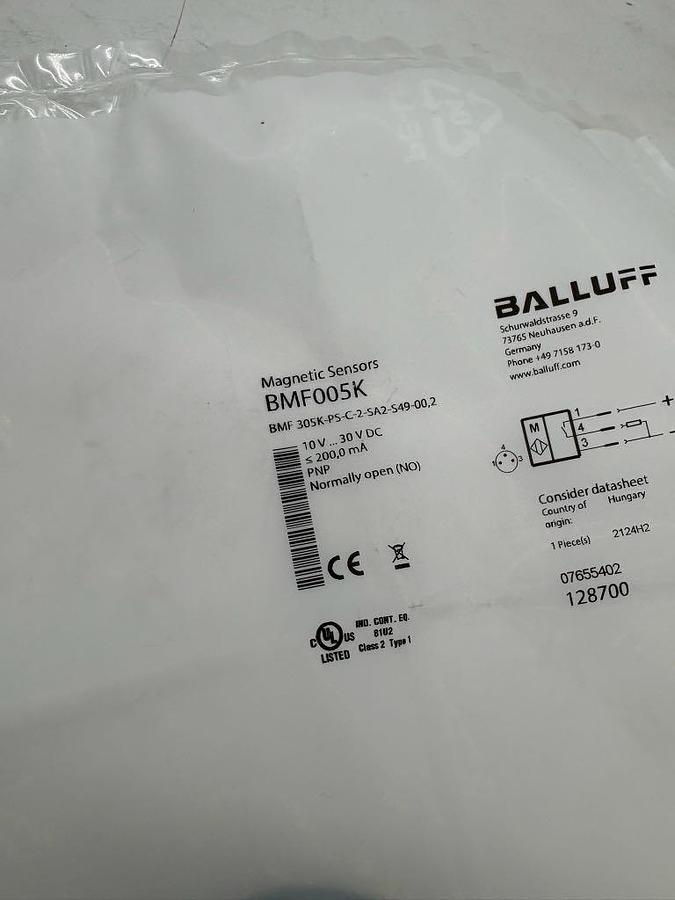 BALLUFF
Schurwaldstrasse 9
73765 Neuhausen a.d.F.
Germany
Phone +49 7158 173-0
www.balluff.com
Magnetic Sensors
BMF005K
BMF 305K-PS-C-2-SA2-S49-00,2
10 V ... 30 V DC
≤ 200,0 mA
PNP
Normally open (NO)
M
1
+
4
3
-
4
1 3
Consider datasheet
Country of origin: Hungary
1 Piece(s) 2124H2
07655402
128700
CE
C UL US
LISTED
IND. CONT. EQ.
81U2
Class 2 Type 1